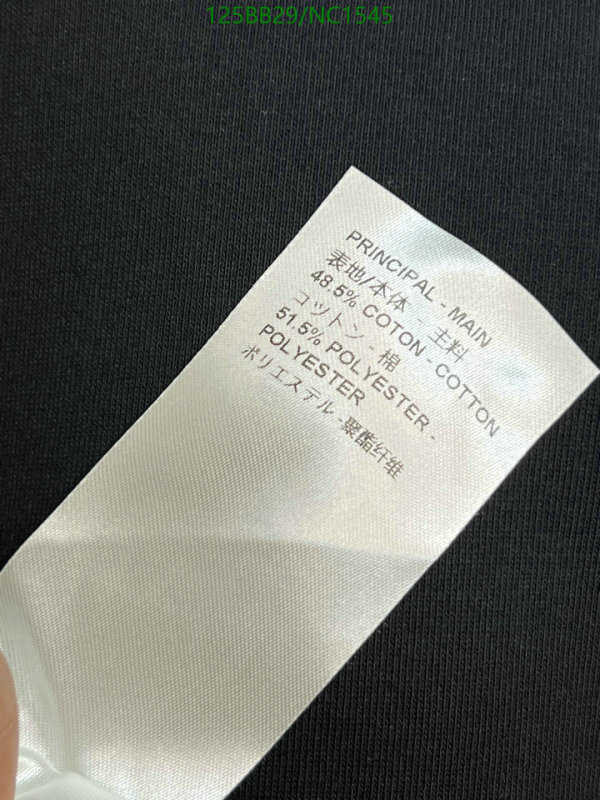 125BB29/NC1545
PRINCIPAL - MAIN
表地/本体 - 主料
48.5% COTON - COTTON
コットン - 棉
51.5% POLYESTER -
POLYESTER
ポリエステル - 聚酯纤维